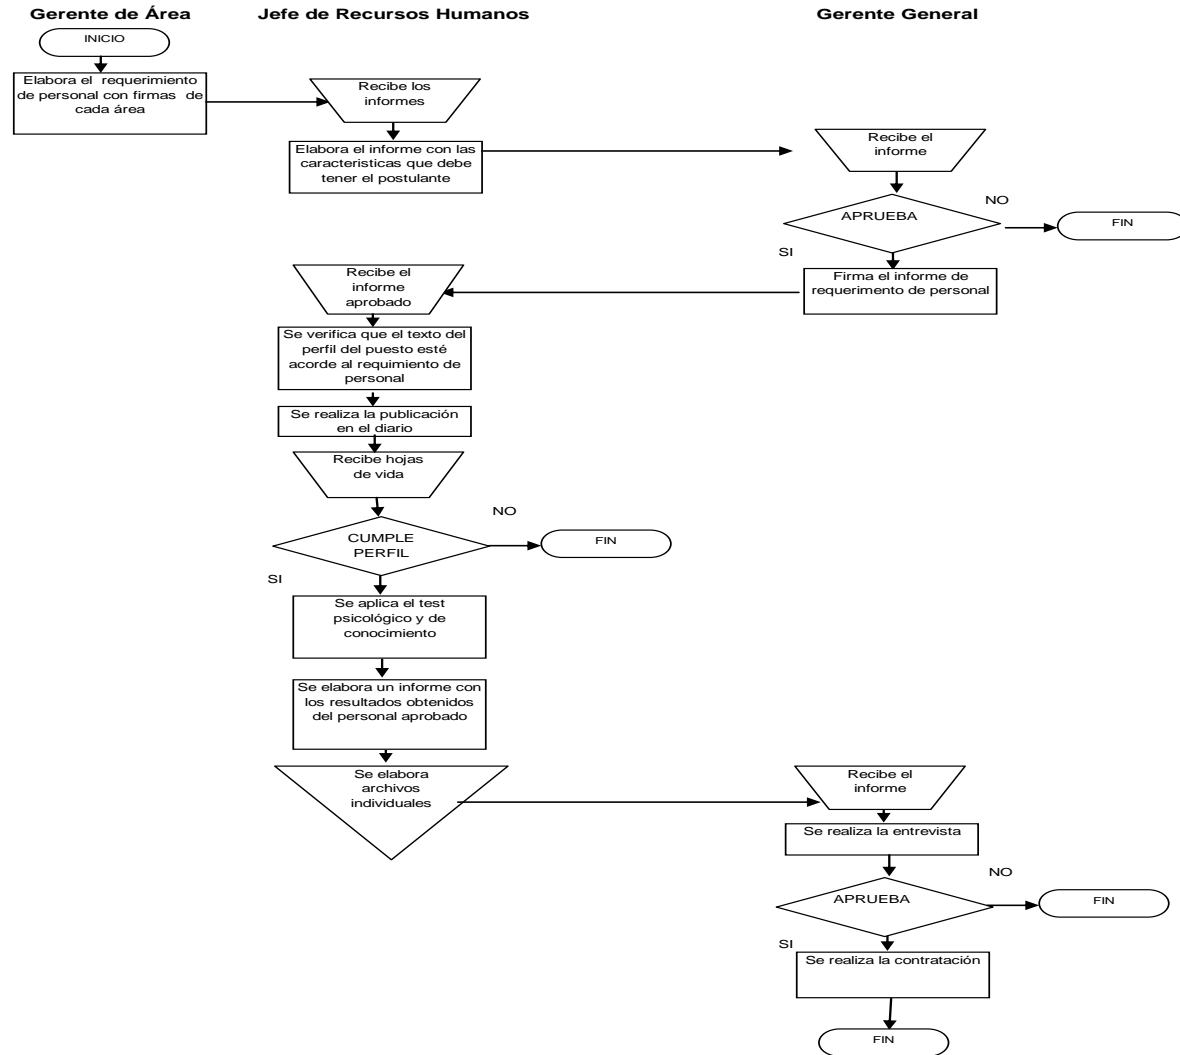 Gerente de Área
Jefe de Recursos Humanos
Gerente General
INICIO
Elabora el requerimiento
de personal con firmas de
cada área
Recibe los
informes
Elabora el informe con las
caracteristicas que debe
tener el postulante
Recibe el
informe
APRUEBA
NO
FIN
SI
Firma el informe de
requerimento de personal
Recibe el
informe
aprobado
Se verifica que el texto del
perfil del puesto esté
acorde al requimiento de
personal
Se realiza la publicación
en el diario
Recibe hojas
de vida
CUMPLE
PERFIL
NO
FIN
SI
Se aplica el test
psicológico y de
conocimiento
Se elabora un informe con
los resultados obtenidos
del personal aprobado
Se elabora
archivos
individuales
Recibe el
informe
Se realiza la entrevista
APRUEBA
NO
FIN
SI
Se realiza la contratación
FIN